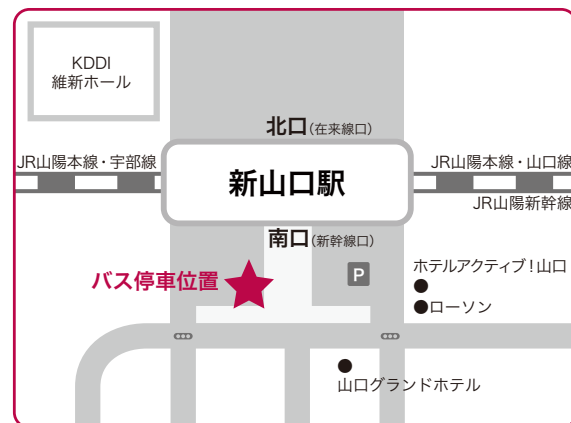 KDDI
維新ホール
北口(在来線口)
JR山陽本線・宇部線
JR山陽本線・山口線
新山口駅
JR山陽新幹線
南口(新幹線口)
バス停車位置
P
ホテルアクティブ!山口
ローソン
山口グランドホテル